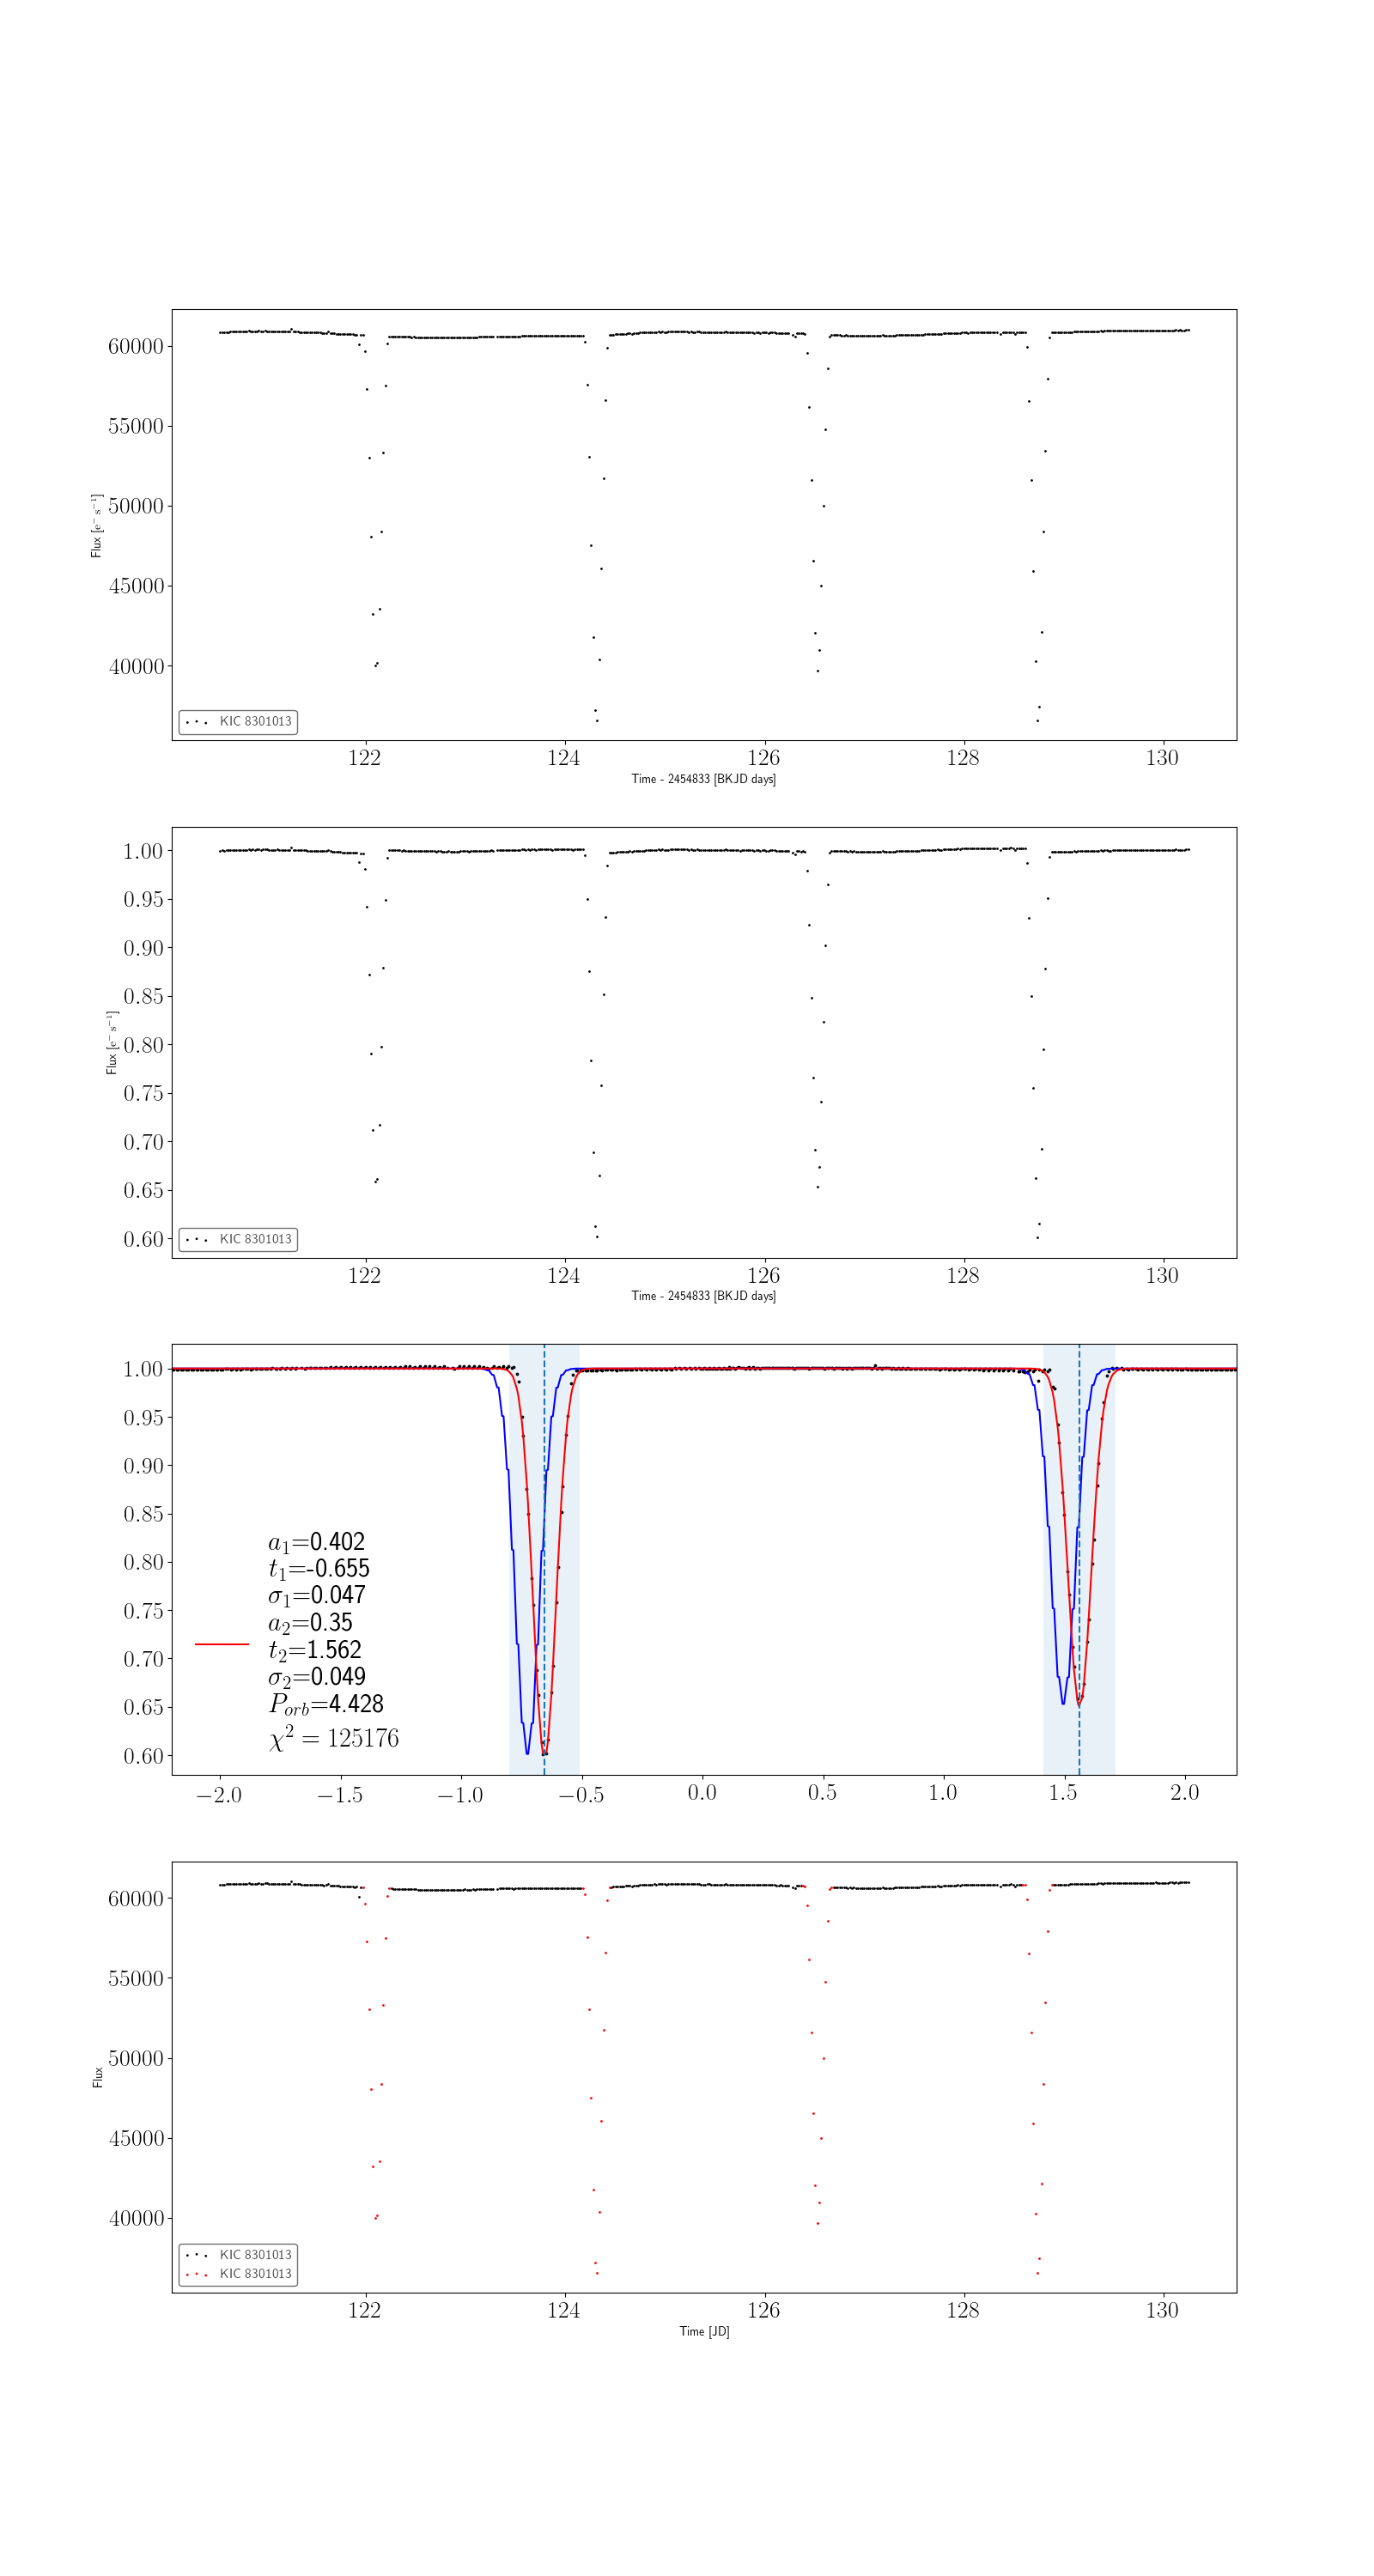 60000
55000
50000
45000
40000
Flux [e⁻ s⁻¹]
KIC 8301013
122 124 126 128 130
Time - 2454833 [BKJD days]
1.00
0.95
0.90
0.85
0.80
0.75
0.70
0.65
0.60
Flux [e⁻ s⁻¹]
KIC 8301013
122 124 126 128 130
Time - 2454833 [BKJD days]
1.00
0.95
0.90
0.85
0.80
0.75
0.70
0.65
0.60
a₁=0.402
t₁=-0.655
σ₁=0.047
a₂=0.35
t₂=1.562
σ₂=0.049
Pₒᵣb=4.428
χ² = 125176
−2.0 −1.5 −1.0 −0.5 0.0 0.5 1.0 1.5 2.0
60000
55000
50000
45000
40000
Flux
KIC 8301013
KIC 8301013
122 124 126 128 130
Time [JD]